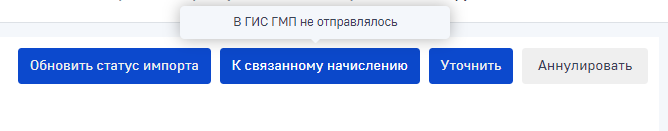 В ГИС ГМП не отправлялось
Обновить статус импорта К связанному начислению Уточнить Аннулировать